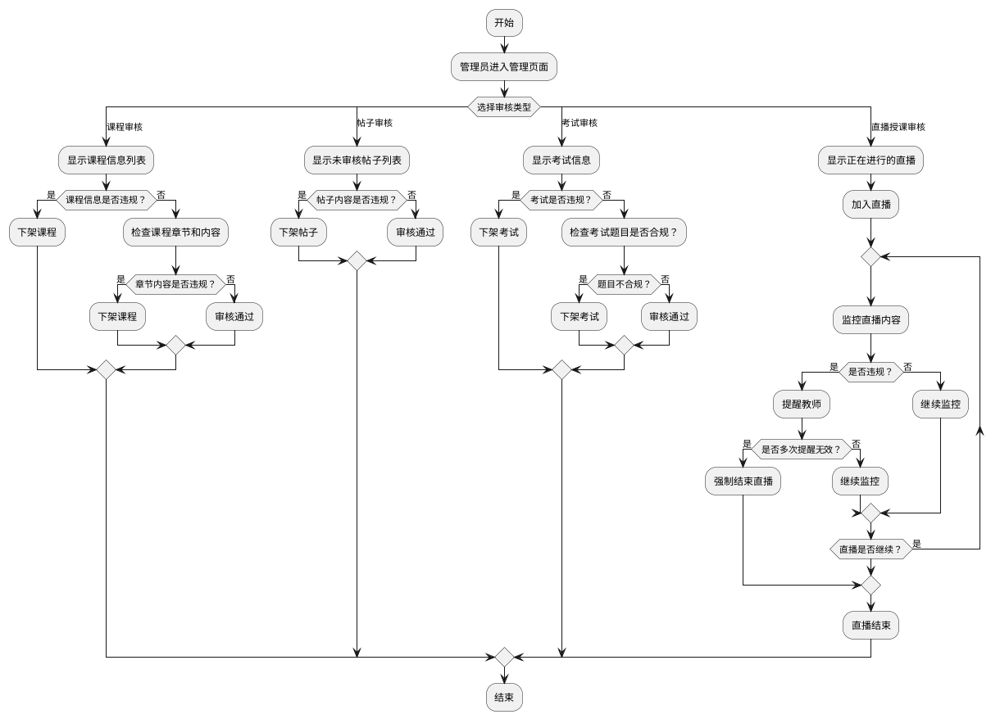 开始
管理员进入管理页面
选择审核类型
课程审核
显示课程信息列表
课程信息是否违规？
是
否
下架课程
检查课程章节和内容
章节内容是否违规？
是
否
下架课程
审核通过
帖子审核
显示未审核帖子列表
帖子内容是否违规？
是
否
下架帖子
审核通过
考试审核
显示考试信息
考试是否违规？
是
否
下架考试
检查考试题目是否合规？
题目不合规？
是
否
下架考试
审核通过
直播授课审核
显示正在进行的直播
加入直播
监控直播内容
是否违规？
是
否
提醒教师
继续监控
是否多次提醒无效？
是
否
强制结束直播
继续监控
直播是否继续？
是
直播结束
结束